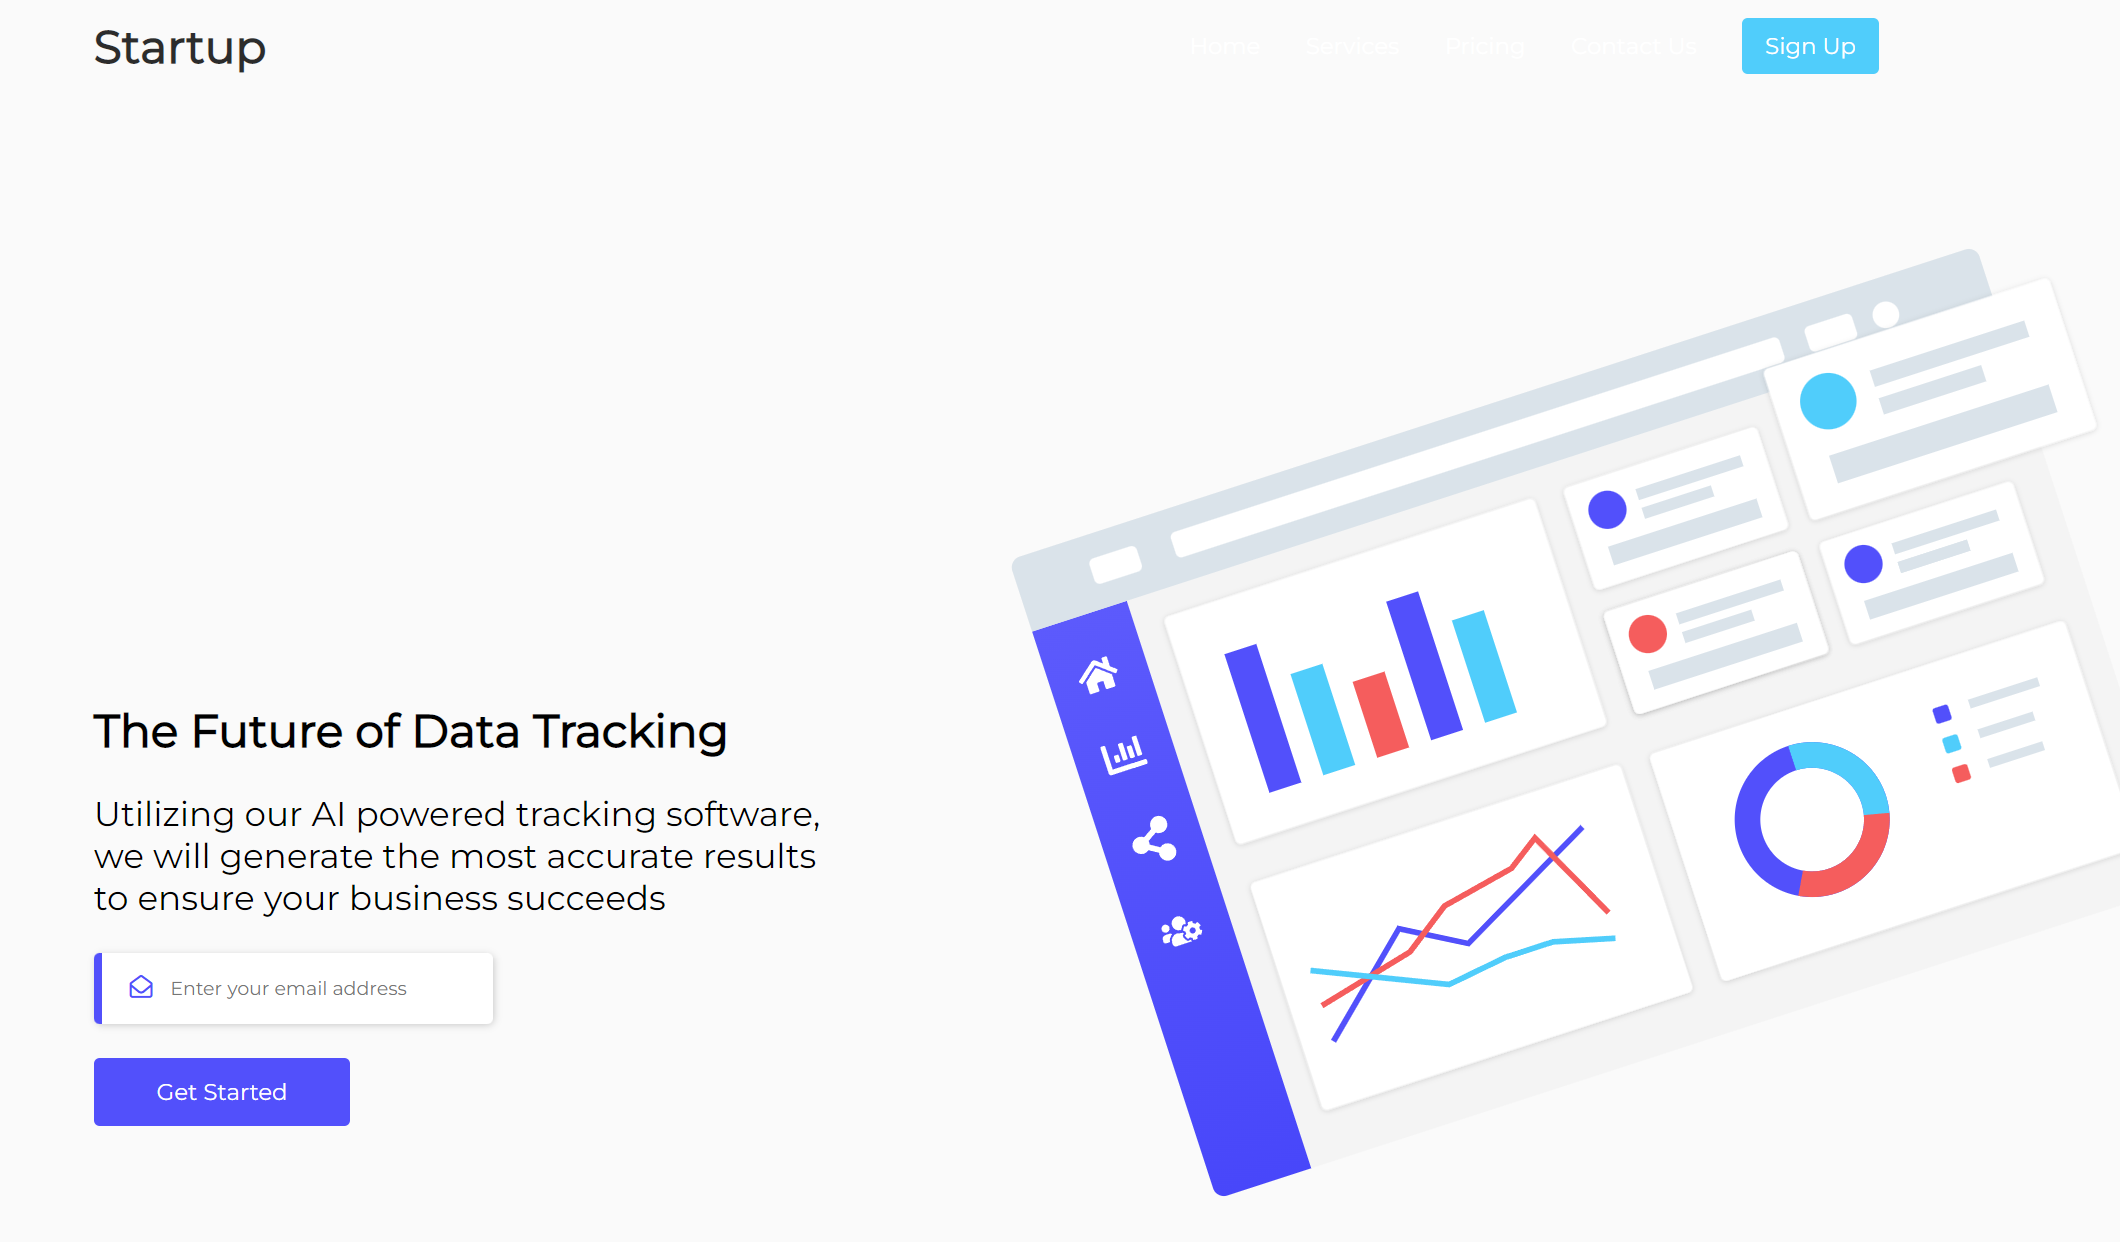 Startup
Home Services Pricing Contact Us Sign Up
The Future of Data Tracking
Utilizing our AI powered tracking software,
we will generate the most accurate results
to ensure your business succeeds
Enter your email address
Get Started